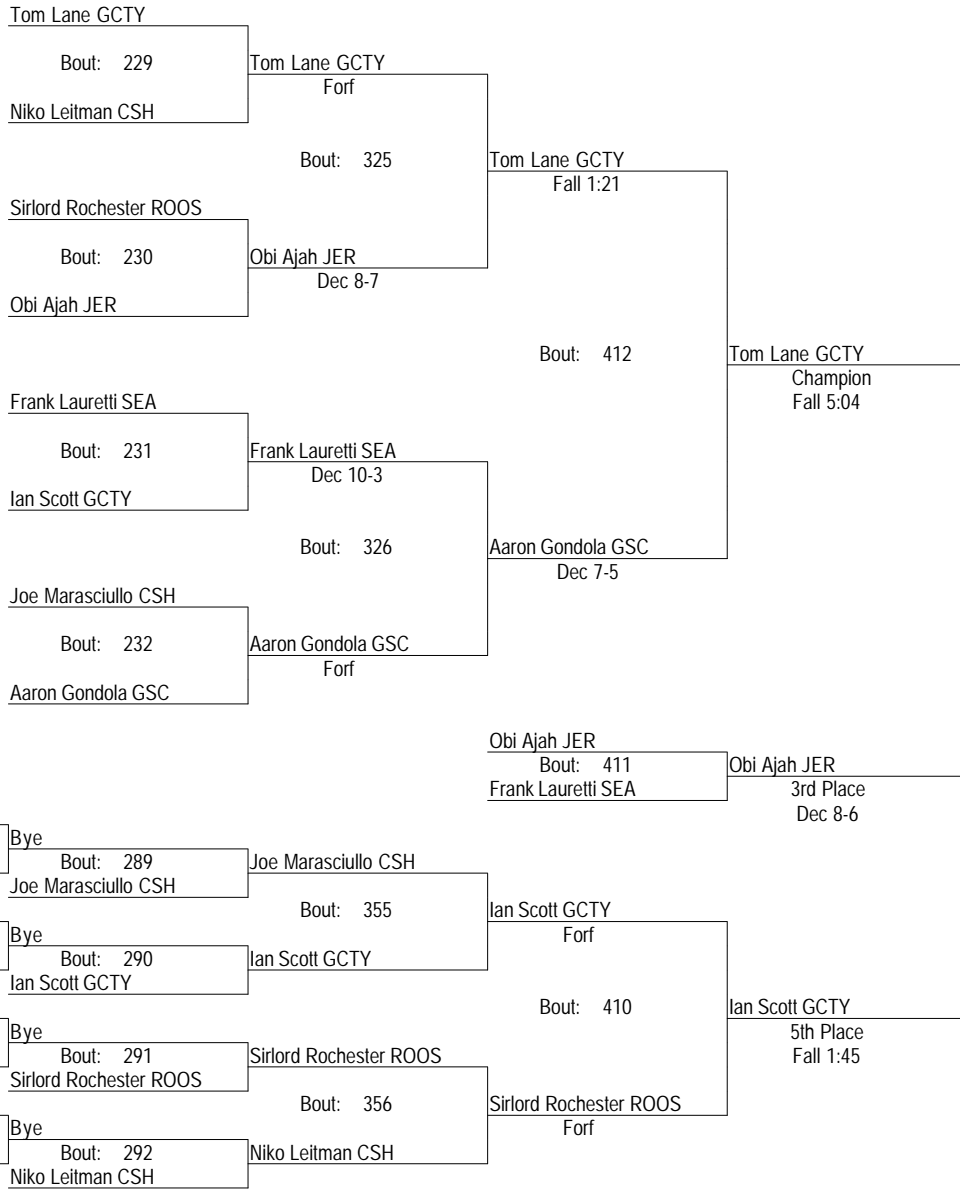 Tom Lane GCTY
Bout: 229
Tom Lane GCTY
Forf
Niko Leitman CSH
Bout: 325
Tom Lane GCTY
Fall 1:21
Sirlord Rochester ROOS
Bout: 230
Obi Ajah JER
Dec 8-7
Obi Ajah JER
Bout: 412
Tom Lane GCTY
Champion
Fall 5:04
Frank Lauretti SEA
Bout: 231
Frank Lauretti SEA
Dec 10-3
Ian Scott GCTY
Bout: 326
Aaron Gondola GSC
Dec 7-5
Joe Marasciullo CSH
Bout: 232
Aaron Gondola GSC
Forf
Aaron Gondola GSC
Obi Ajah JER
Bout: 411
Obi Ajah JER
Frank Lauretti SEA
3rd Place
Dec 8-6
Bye
Bout: 289
Joe Marasciullo CSH
Joe Marasciullo CSH
Bout: 355
Ian Scott GCTY
Forf
Bye
Bout: 290
Ian Scott GCTY
Ian Scott GCTY
Bout: 410
Ian Scott GCTY
5th Place
Fall 1:45
Bye
Bout: 291
Sirlord Rochester ROOS
Sirlord Rochester ROOS
Bout: 356
Sirlord Rochester ROOS
Forf
Bye
Bout: 292
Niko Leitman CSH
Niko Leitman CSH